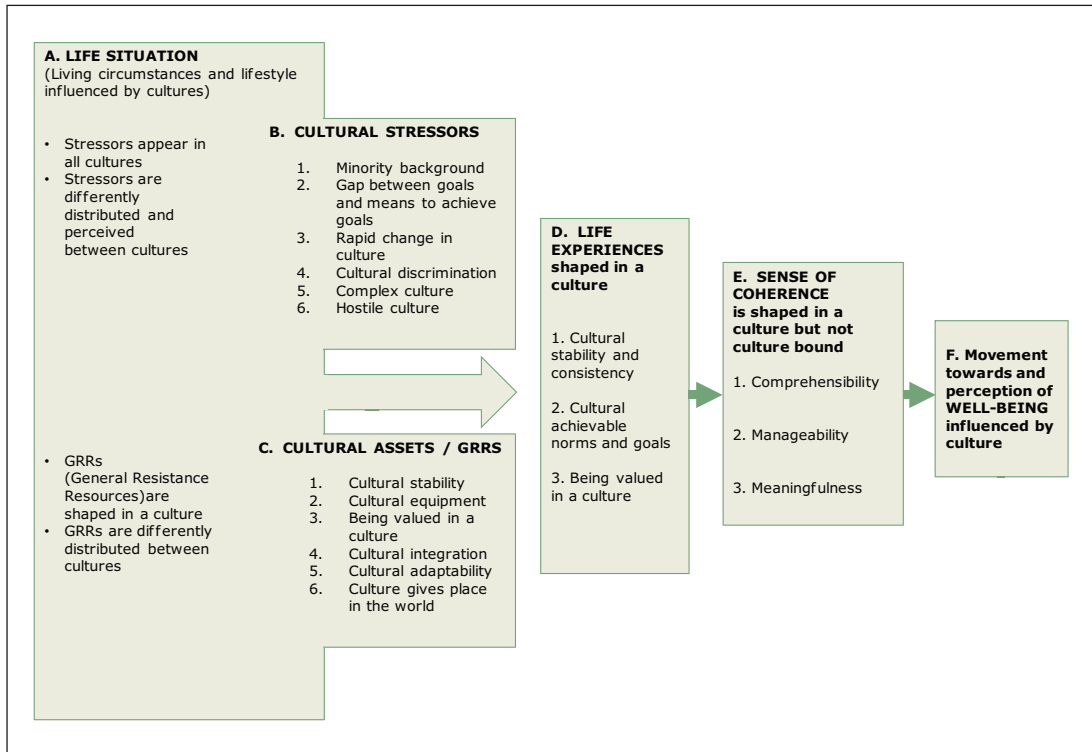 A. LIFE SITUATION
(Living circumstances and lifestyle
influenced by cultures)
• Stressors appear in
all cultures
• Stressors are
differently
distributed and
perceived
between cultures
• GRRs
(General Resistance
Resources)are
shaped in a culture
• GRRs are differently
distributed between
cultures
B. CULTURAL STRESSORS
1. Minority background
2. Gap between goals
and means to achieve
goals
3. Rapid change in
culture
4. Cultural discrimination
5. Complex culture
6. Hostile culture
C. CULTURAL ASSETS / GRRS
1. Cultural stability
2. Cultural equipment
3. Being valued in a
culture
4. Cultural integration
5. Cultural adaptability
6. Culture gives place
in the world
D. LIFE
EXPERIENCES
shaped in a
culture
1. Cultural
stability and
consistency
2. Cultural
achievable
norms and goals
3. Being valued
in a culture
E. SENSE OF
COHERENCE
is shaped in a
culture but not
culture bound
1. Comprehensibility
2. Manageability
3. Meaningfulness
F. Movement
towards and
perception of
WELL-BEING
influenced by
culture